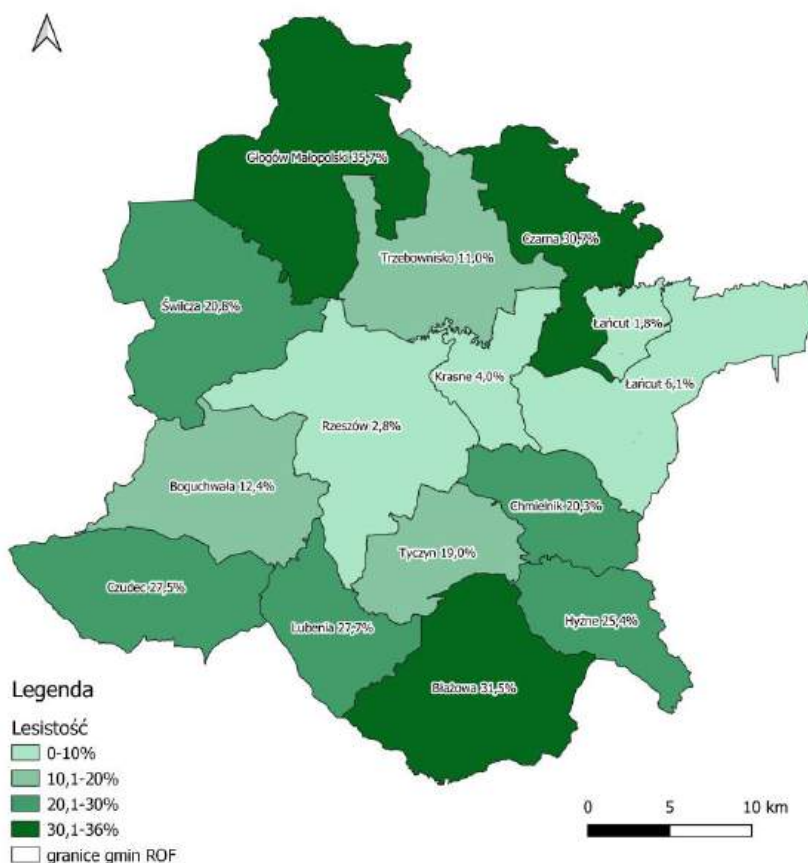 Głogów Małopolski 35,7%
Czarna 30,7%
Trzebownisko 11,0%
Świlcza 20,8%
Łańcut 1,8%
Krasne 4,0%
Łańcut 6,1%
Rzeszów 2,8%
Boguchwała 12,4%
Chmielnik 20,3%
Tyczyn 19,0%
Czudec 27,5%
Lubenia 27,7%
Hyżne 25,4%
Błażowa 31,5%
Legenda
Lesistość
0-10%
10,1-20%
20,1-30%
30,1-36%
granice gmin ROF
0 5 10 km